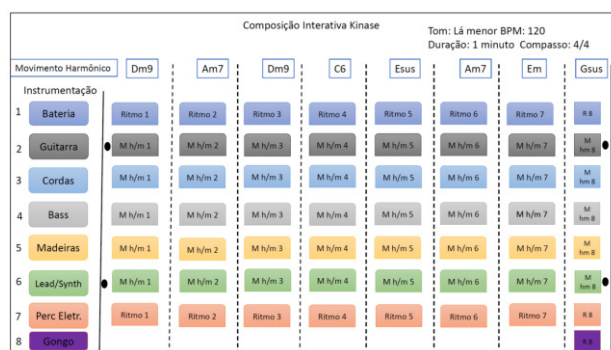 Composição Interativa Kinase
Tom: Lá menor BPM: 120
Duração: 1 minuto Compasso: 4/4
Movimento Harmônico Dm9 Am7 Dm9 C6 Esus Am7 Em Gsus
Instrumentação
1 Bateria Ritmo 1 Ritmo 2 Ritmo 3 Ritmo 4 Ritmo 5 Ritmo 6 Ritmo 7 R 8
2 Guitarra M h/m 1 M h/m 2 M h/m 3 M h/m 4 M h/m 5 M h/m 6 M h/m 7 M hm 8
3 Cordas M h/m 1 M h/m 2 M h/m 3 M h/m 4 M h/m 5 M h/m 6 M h/m 7 M hm 8
4 Bass M h/m 1 M h/m 2 M h/m 3 M h/m 4 M h/m 5 M h/m 6 M h/m 7 M hm 8
5 Madeiras M h/m 1 M h/m 2 M h/m 3 M h/m 4 M h/m 5 M h/m 6 M h/m 7 M hm 8
6 Lead/Synth M h/m 1 M h/m 2 M h/m 3 M h/m 4 M h/m 5 M h/m 6 M h/m 7 M hm 8
7 Perc Eletr. Ritmo 1 Ritmo 2 Ritmo 3 Ritmo 4 Ritmo 5 Ritmo 6 Ritmo 7 R 8
8 Gongo R 8